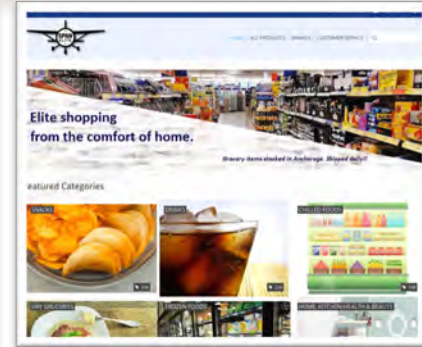 SPAN
HOME ALL PRODUCTS BRANDS CUSTOMER SERVICE
Elite shopping
from the comfort of home.
Grocery items stocked in Anchorage. Shipped daily!!
eatured Categories
SNACKS
DRINKS
CHILLED FOODS
DRY GROCERIES
FROZEN FOODS
HOME, KITCHEN HEALTH & BEAUTY